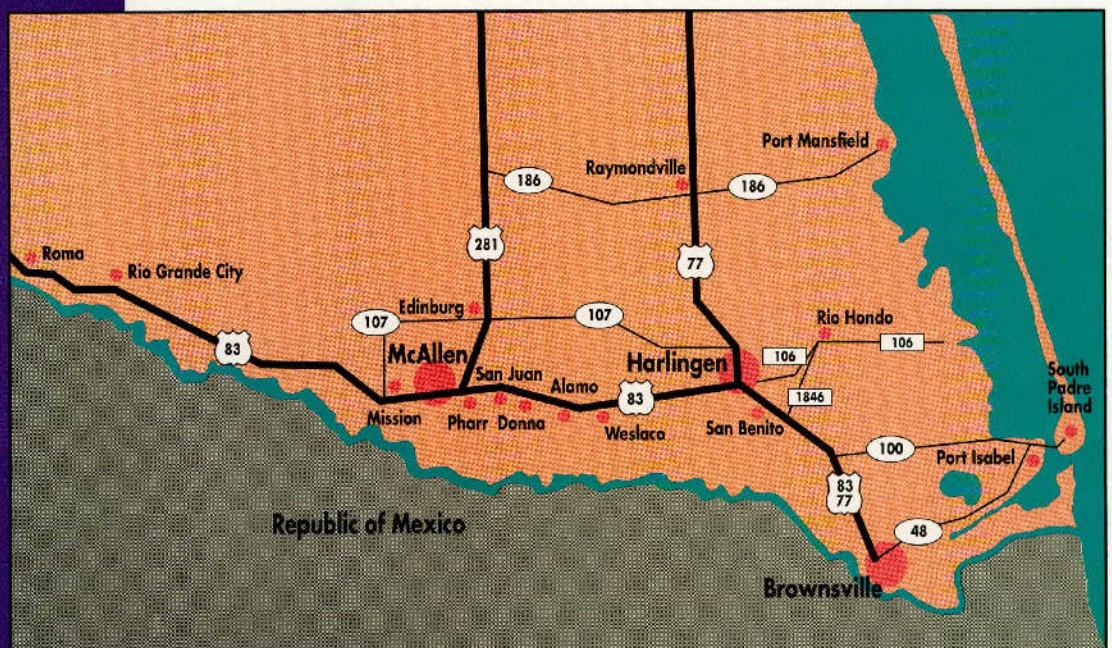 Port Mansfield
Raymondville
186
186
281
77
Roma
Rio Grande City
Edinburg
107
107
Rio Hondo
83
McAllen
Harlingen
106
106
San Juan
Alamo
South
Padre
Island
Mission
Pharr
Donna
83
1846
Weslaco
San Benito
100
Port Isabel
83
77
Republic of Mexico
48
Brownsville